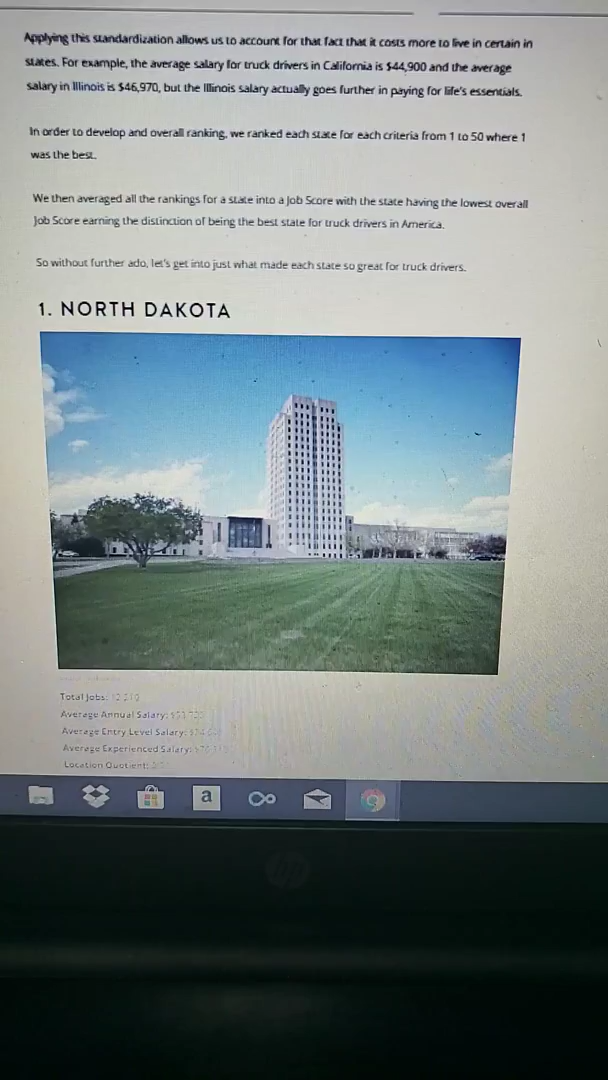 Applying this standardization allows us to account for that fact that it costs more to live in certain in
states. For example, the average salary for truck drivers in California is $44,900 and the average
salary in Illinois is $46,970, but the Illinois salary actually goes further in paying for life's essentials.
In order to develop and overall ranking, we ranked each state for each criteria from 1 to 50 where 1
was the best.
We then averaged all the rankings for a state into a Job Score with the state having the lowest overall
Job Score earning the distinction of being the best state for truck drivers in America.
So without further ado, let's get into just what made each state so great for truck drivers.
1. NORTH DAKOTA
Total Jobs:
Average Annual Salary:
Average Entry Level Salary:
Average Experienced Salary:
Location Quotient:
a
hp